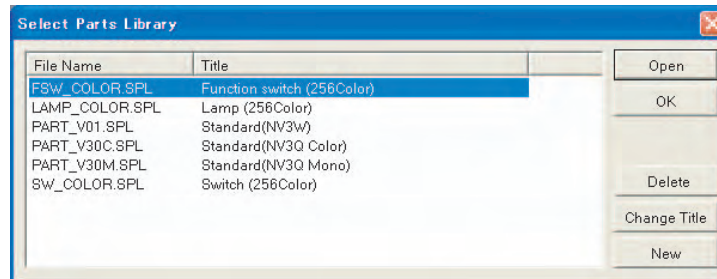 Select Parts Library
File Name Title
FSW_COLOR.SPL Function switch (256Color)
LAMP_COLOR.SPL Lamp (256Color)
PART_V01.SPL Standard(NV3W)
PART_V30C.SPL Standard(NV3Q Color)
PART_V30M.SPL Standard(NV3Q Mono)
SW_COLOR.SPL Switch (256Color)
Open
OK
Delete
Change Title
New